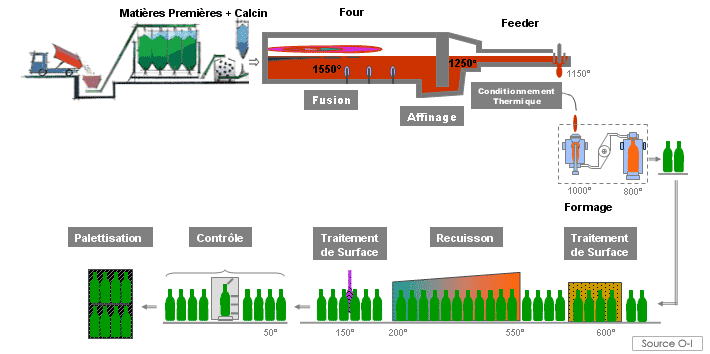 Matières Premières + Calcin
Four
Feeder
1550°
1250°
1150°
Fusion
Affinage
Conditionnement
Thermique
1000°
800°
Formage
Palettisation
Contrôle
Traitement
de Surface
Recuisson
Traitement
de Surface
50°
150°
200°
550°
600°
Source O-I